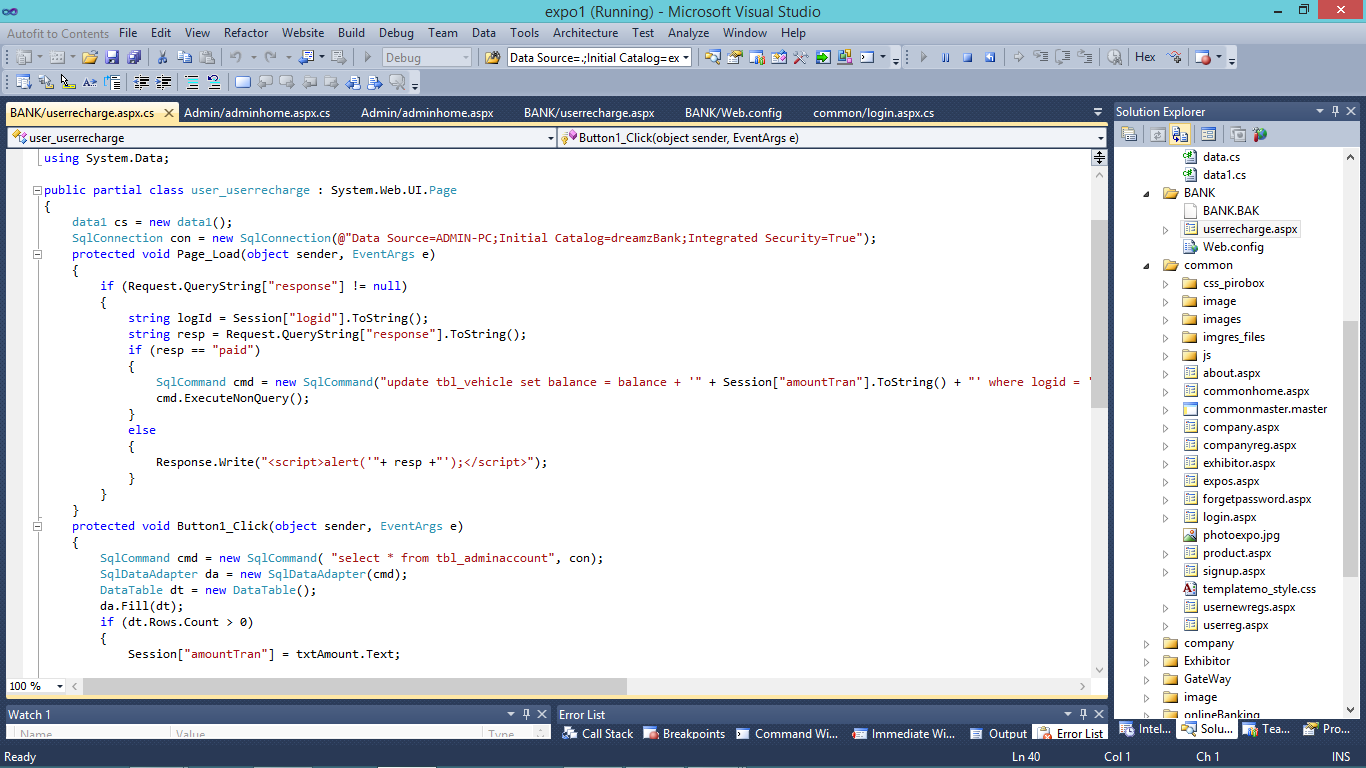 expo1 (Running) - Microsoft Visual Studio
Autofit to Contents File Edit View Refactor Website Build Debug Team Data Tools Architecture Test Analyze Window Help
Debug Data Source=.;Initial Catalog=ex Hex
BANK/userrecharge.aspx.cs Admin/adminhome.aspx.cs Admin/adminhome.aspx BANK/userrecharge.aspx BANK/Web.config common/login.aspx.cs
user_userrecharge Button1_Click(object sender, EventArgs e)
using System.Data;
public partial class user_userrecharge : System.Web.UI.Page
{
data1 cs = new data1();
SqlConnection con = new SqlConnection(@"Data Source=ADMIN-PC;Initial Catalog=dreamzBank;Integrated Security=True");
protected void Page_Load(object sender, EventArgs e)
{
if (Request.QueryString["response"] != null)
{
string logId = Session["logid"].ToString();
string resp = Request.QueryString["response"].ToString();
if (resp == "paid")
{
SqlCommand cmd = new SqlCommand("update tbl_vehicle set balance = balance + '" + Session["amountTran"].ToString() + "' where logid = '
cmd.ExecuteNonQuery();
}
else
{
Response.Write("<script>alert('"+ resp +"');</script>");
}
}
}
protected void Button1_Click(object sender, EventArgs e)
{
SqlCommand cmd = new SqlCommand( "select * from tbl_adminaccount", con);
SqlDataAdapter da = new SqlDataAdapter(cmd);
DataTable dt = new DataTable();
da.Fill(dt);
if (dt.Rows.Count > 0)
{
Session["amountTran"] = txtAmount.Text;
100 %
Solution Explorer
data.cs
data1.cs
BANK
BANK.BAK
userrecharge.aspx
Web.config
common
css_pirobox
image
images
imgres_files
js
about.aspx
commonhome.aspx
commonmaster.master
company.aspx
companyreg.aspx
exhibitor.aspx
expos.aspx
forgetpassword.aspx
login.aspx
photoexpo.jpg
product.aspx
signup.aspx
templatemo_style.css
usernewregs.aspx
userreg.aspx
company
Exhibitor
GateWay
image
onlineBanking
Intel... Solu... Tea... Pro...
Watch 1
Name Value Type
Error List
Call Stack Breakpoints Command Wi... Immediate Wi... Output Error List
Ready Ln 40 Col 1 Ch 1 INS